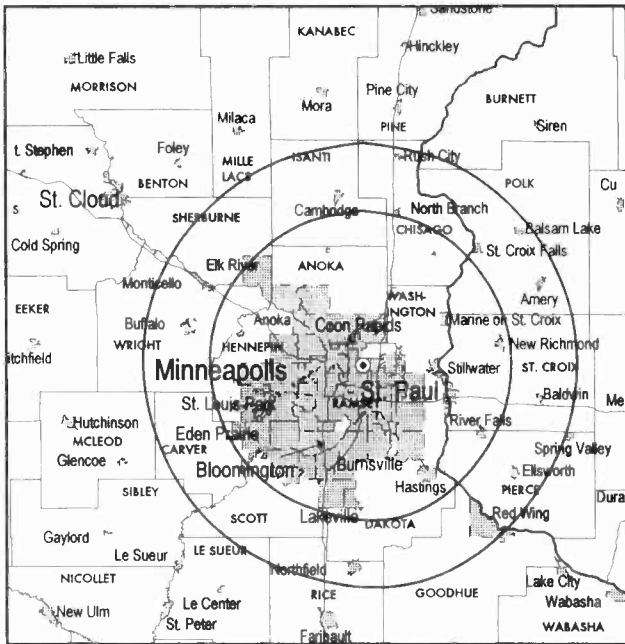 Sandstone
KANABEC
Hinckley
Little Falls
MORRISON
Pine City
Mora
BURNETT
Milaca
PINE
Siren
t. Stephen
Foley
MILLE
LACS
ISANTI
Rush City
BENTON
POLK
Cu
St. Cloud
S
SHERBURNE
Cambridge
North Branch
CHISAGO
Balsam Lake
Cold Spring
St. Croix Falls
Elk River
ANOKA
Monticello
WASH-
INGTON
Amery
EEKER
Buffalo
Anoka
Coon Rapids
Marine on St. Croix
itchfield
WRIGHT
HENNEPIN
New Richmond
Minneapolis
Stillwater
ST. CROIX
St. Paul
St. Louis Park
RAMSEY
Baldwin
Me
Hutchinson
MCLEOD
River Falls
Eden Prairie
Spring Valley
Glencoe
CARVER
Bloomington
Burnsville
Ellsworth
SIBLEY
Hastings
PIERCE
Dura
SCOTT
Lakeville
DAKOTA
Red Wing
Gaylord
Le Sueur
LE SUEUR
Northfield
NICOLLET
RICE
GOODHUE
Lake City
Wabasha
New Ulm
Le Center
St. Peter
Faribault
WABASHA